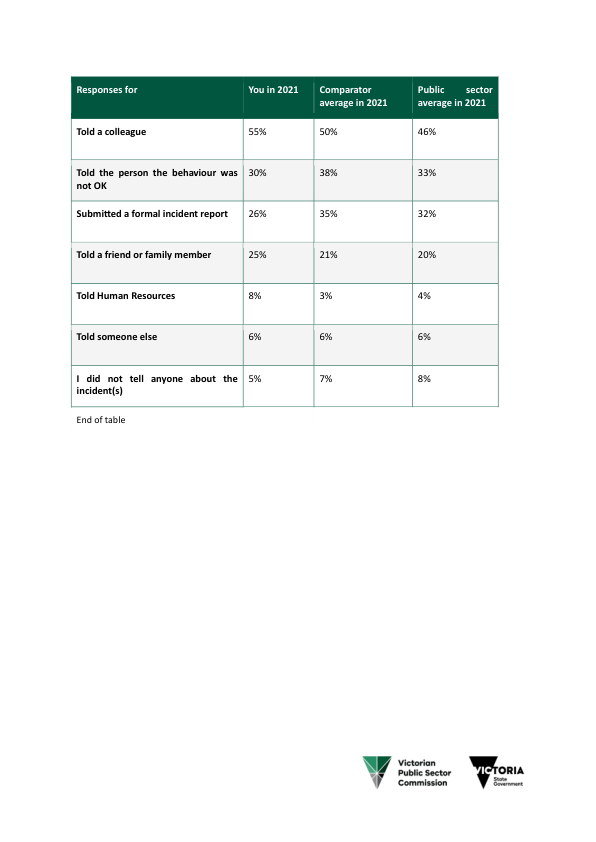 Responses for You in 2021 Comparator Public sector
average in 2021 average in 2021
Told a colleague 55% 50% 46%
Told the person the behaviour was 30% 38% 33%
not OK
Submitted a formal incident report 26% 35% 32%
Told a friend or family member 25% 21% 20%
Told Human Resources 8% 3% 4%
Told someone else 6% 6% 6%
I did not tell anyone about the 5% 7% 8%
incident(s)
End of table
Victorian
Public Sector
Commission
VICTORIA
State
Government